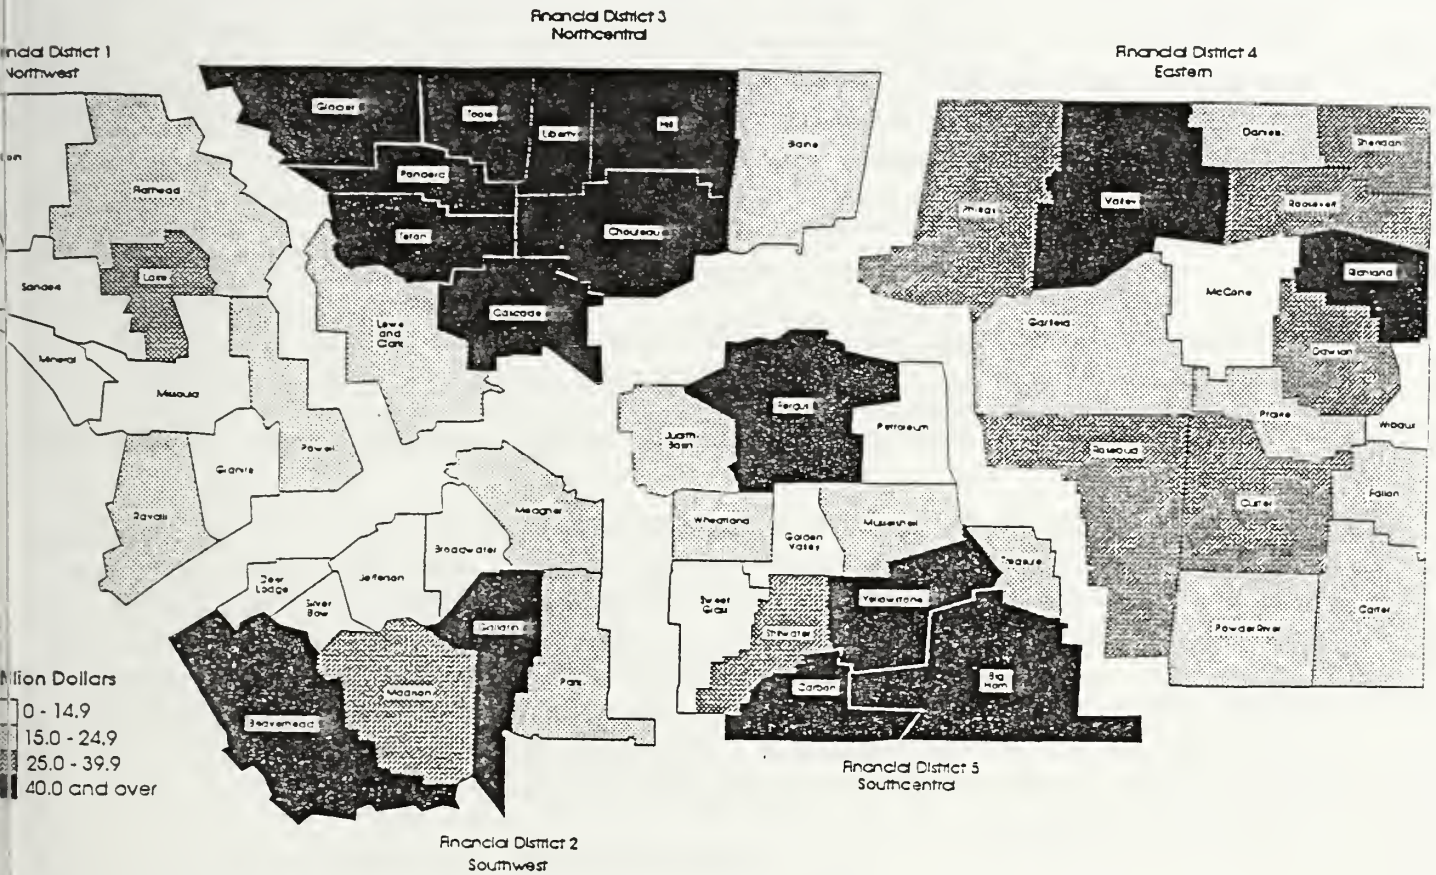 Financial District 3
Northcentral
ncial District 1
Northwest
Financial District 4
Eastern
Glacier
Toole
Liberty
Hill
Blaine
Daniels
Sheridan
Flathead
Pondera
Phillips
Valley
Roosevelt
Teton
Chouteau
Lake
Sanders
Richland
McCone
Cascade
Garfield
Lewis
and
Clark
Dawson
Mineral
Missoula
Fergus
Petroleum
Prairie
Wibaux
Judith
Basin
Powell
Granite
Rosebud
Custer
Fallon
Ravalli
Meagher
Wheatland
Golden
Valley
Musselshell
Broadwater
Treasure
Deer
Lodge
Jefferson
Silver
Bow
Sweet
Grass
Yellowstone
Carter
Gallatin
Stillwater
Powder River
Madison
Park
Carbon
Big
Horn
Beaverhead
llion Dollars
0 - 14.9
15.0 - 24.9
25.0 - 39.9
40.0 and over
Financial District 5
Southcentral
Financial District 2
Southwest